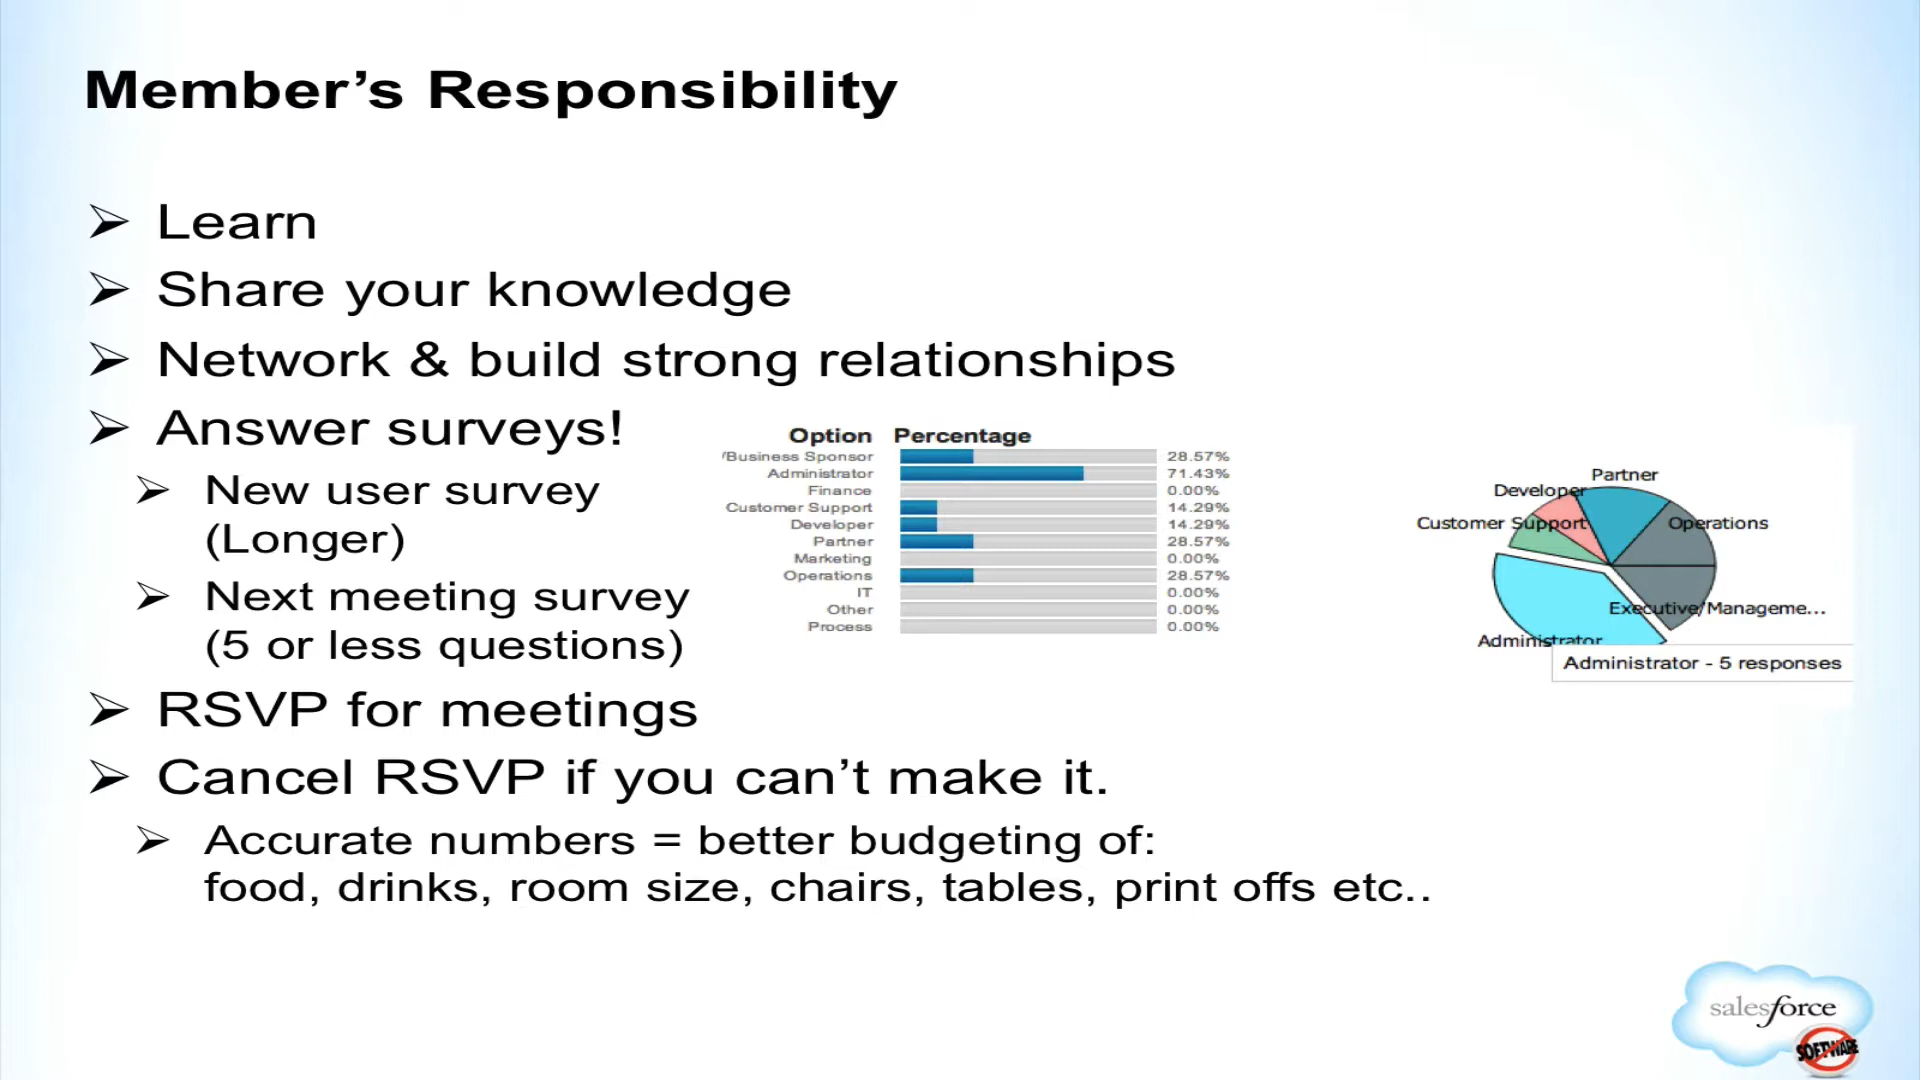 Member’s Responsibility
➢ Learn
➢ Share your knowledge
➢ Network & build strong relationships
➢ Answer surveys!
➢ New user survey
(Longer)
➢ Next meeting survey
(5 or less questions)
➢ RSVP for meetings
➢ Cancel RSVP if you can’t make it.
➢ Accurate numbers = better budgeting of:
food, drinks, room size, chairs, tables, print offs etc..
Option Percentage
/Business Sponsor 28.57%
Administrator 71.43%
Finance 0.00%
Customer Support 14.29%
Developer 14.29%
Partner 28.57%
Marketing 0.00%
Operations 28.57%
IT 0.00%
Other 0.00%
Process 0.00%
Partner
Developer
Customer Support
Operations
Executive/Manageme...
Administrator
Administrator - 5 responses
salesforce
SOFTWARE